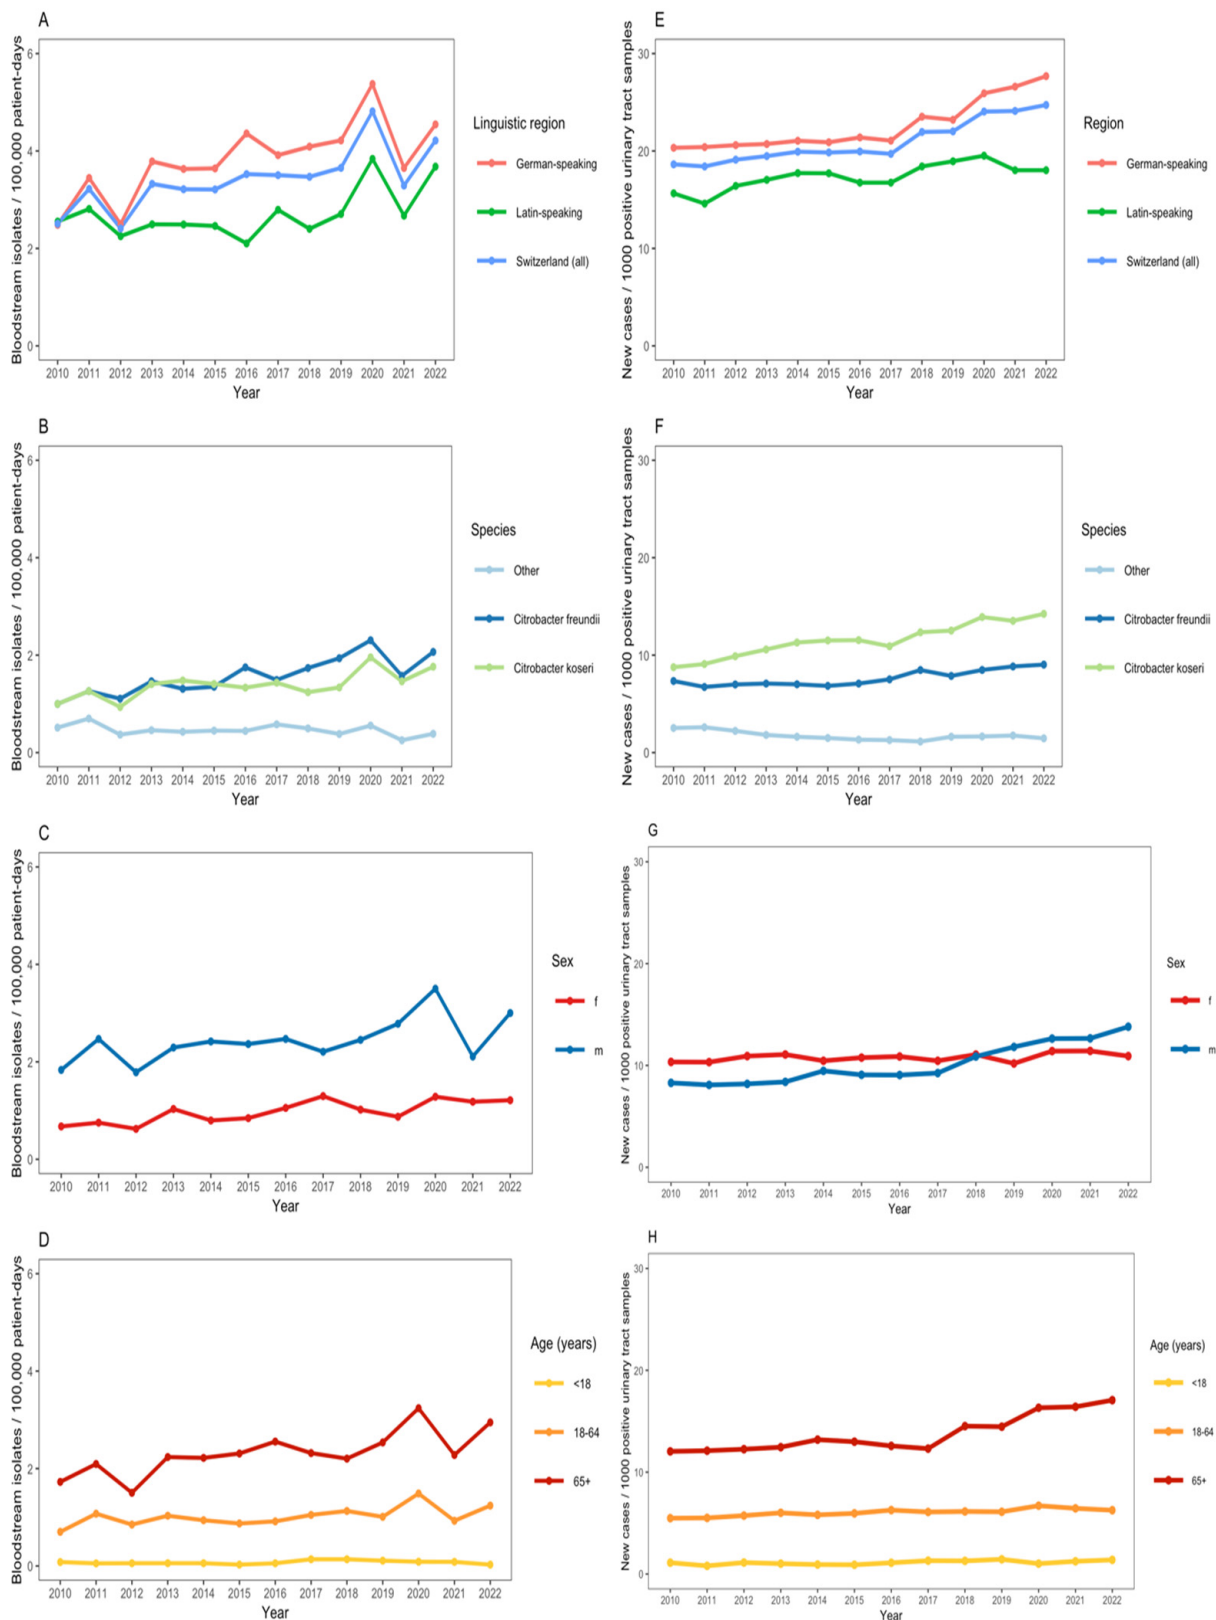 A
Bloodstream isolates / 100,000 patient-days
6
4
2
0
2010 2011 2012 2013 2014 2015 2016 2017 2018 2019 2020 2021 2022
Year
Linguistic region
German-speaking
Latin-speaking
Switzerland (all)
E
New cases / 1000 positive urinary tract samples
30
20
10
0
2010 2011 2012 2013 2014 2015 2016 2017 2018 2019 2020 2021 2022
Year
Region
German-speaking
Latin-speaking
Switzerland (all)
B
Bloodstream isolates / 100,000 patient-days
6
4
2
0
2010 2011 2012 2013 2014 2015 2016 2017 2018 2019 2020 2021 2022
Year
Species
Other
Citrobacter freundii
Citrobacter koseri
F
New cases / 1000 positive urinary tract samples
30
20
10
0
2010 2011 2012 2013 2014 2015 2016 2017 2018 2019 2020 2021 2022
Year
Species
Other
Citrobacter freundii
Citrobacter koseri
C
Bloodstream isolates / 100,000 patient-days
6
4
2
0
2010 2011 2012 2013 2014 2015 2016 2017 2018 2019 2020 2021 2022
Year
Sex
f
m
G
New cases / 1000 positive urinary tract samples
30
20
10
0
2010 2011 2012 2013 2014 2015 2016 2017 2018 2019 2020 2021 2022
Year
Sex
f
m
D
Bloodstream isolates / 100,000 patient-days
6
4
2
0
2010 2011 2012 2013 2014 2015 2016 2017 2018 2019 2020 2021 2022
Year
Age (years)
<18
18-64
65+
H
New cases / 1000 positive urinary tract samples
30
20
10
0
2010 2011 2012 2013 2014 2015 2016 2017 2018 2019 2020 2021 2022
Year
Age (years)
<18
18-64
65+